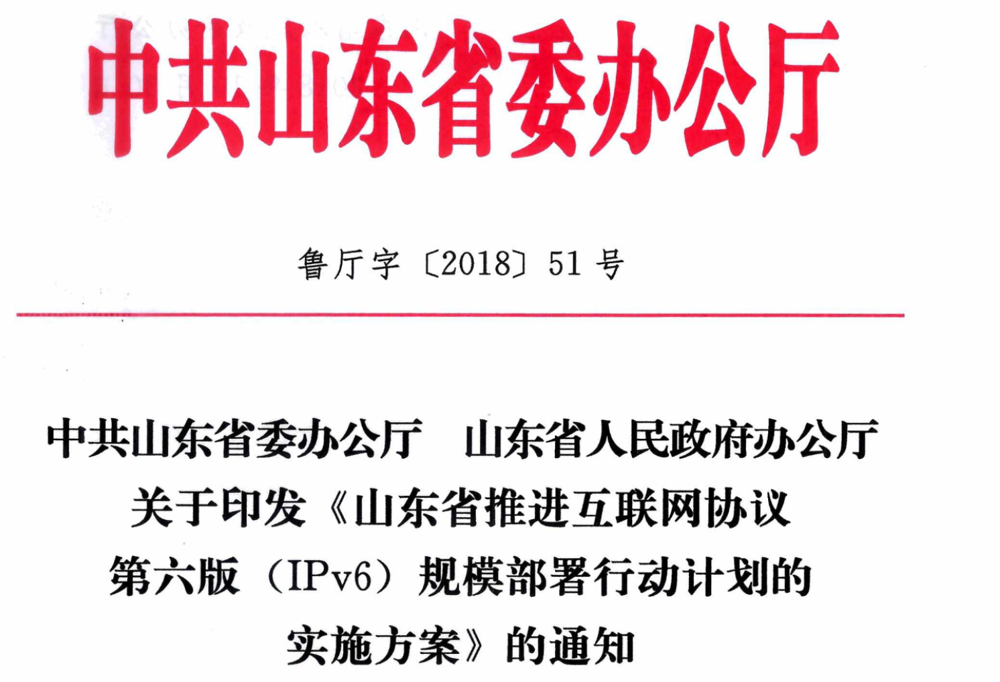 中共山东省委办公厅
鲁厅字〔2018〕51 号
中共山东省委办公厅　山东省人民政府办公厅
关于印发《山东省推进互联网协议
第六版（IPv6）规模部署行动计划的
实施方案》的通知